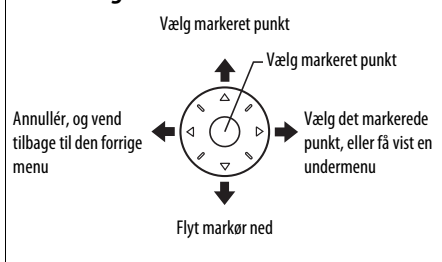 Vælg markeret punkt
Vælg markeret punkt
Annullér, og vend
tilbage til den forrige
menu
Vælg det markerede
punkt, eller få vist en
undermenu
Flyt markør ned